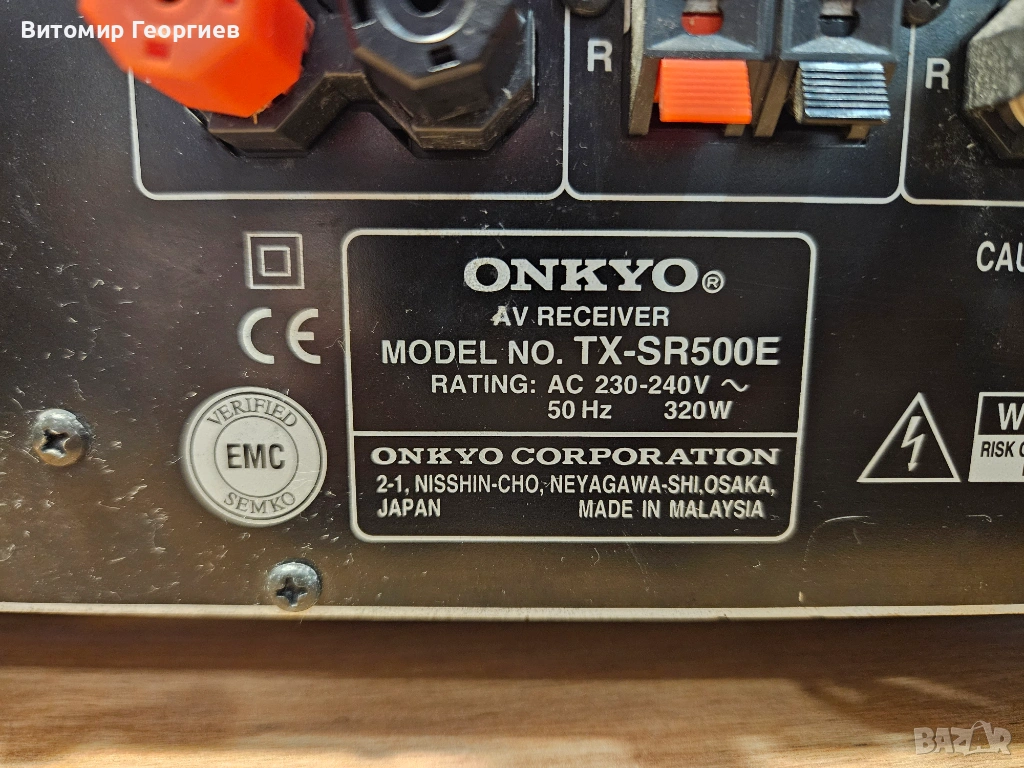 Витомир Георгиев
R
R
ONKYO®
AV RECEIVER
MODEL NO. TX-SR500E
RATING: AC 230-240V ~
50 Hz 320W
ONKYO CORPORATION
2-1, NISSHIN-CHO, NEYAGAWA-SHI, OSAKA,
JAPAN MADE IN MALAYSIA
CE
VERIFIED
EMC
SEMKO
CAU
W
RISK O
BAZAR